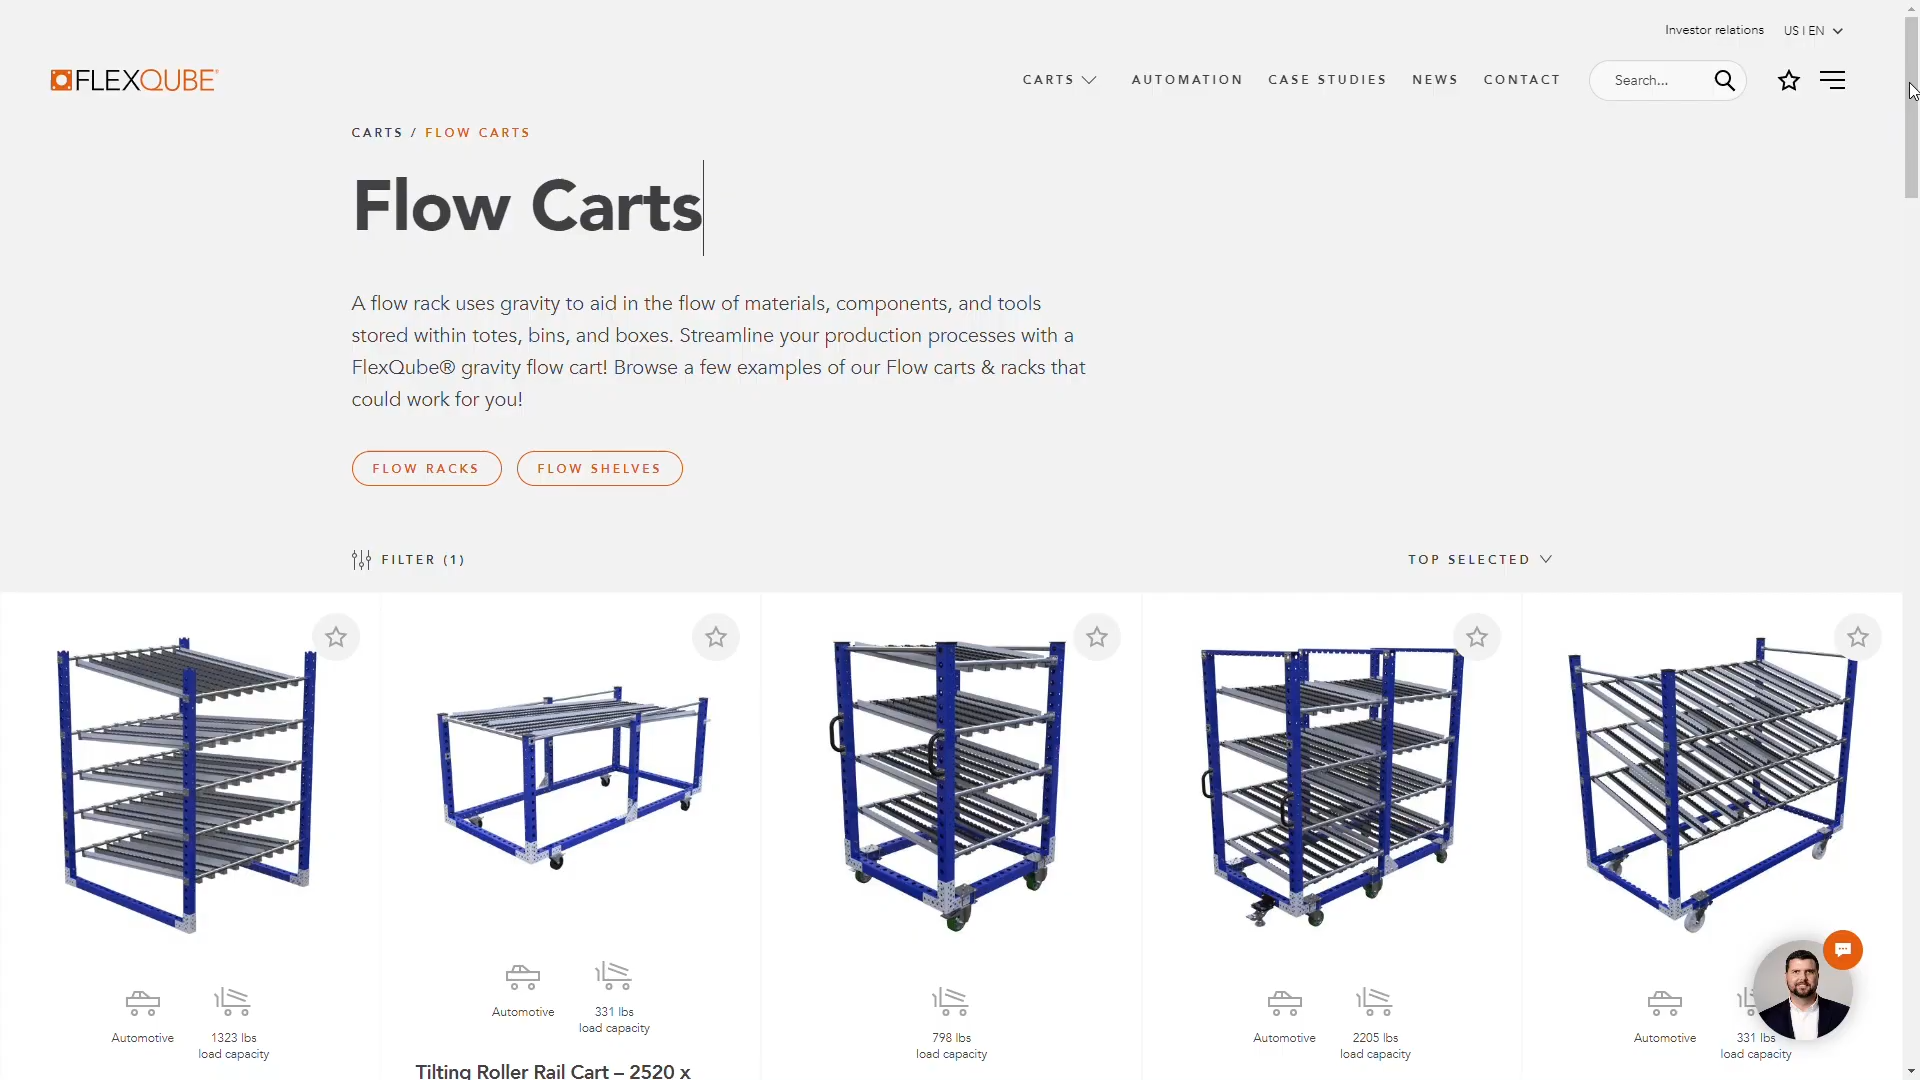 Investor relations
US | EN
FLEXQUBE®
CARTS
AUTOMATION
CASE STUDIES
NEWS
CONTACT
Search...
CARTS / FLOW CARTS
Flow Carts
A flow rack uses gravity to aid in the flow of materials, components, and tools
stored within totes, bins, and boxes. Streamline your production processes with a
FlexQube® gravity flow cart! Browse a few examples of our Flow carts & racks that
could work for you!
FLOW RACKS
FLOW SHELVES
FILTER (1)
TOP SELECTED
Automotive
1323 lbs
load capacity
Automotive
331 lbs
load capacity
Tilting Roller Rail Cart – 2520 x
798 lbs
load capacity
Automotive
2205 lbs
load capacity
Automotive
331 lbs
load capacity